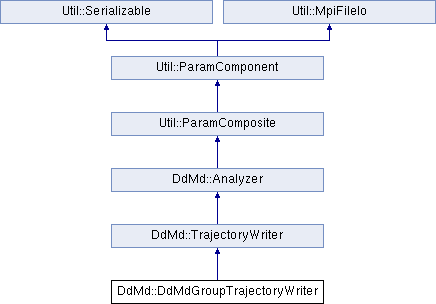 Util::Serializable
Util::MpiFileIo
Util::ParamComponent
Util::ParamComposite
DdMd::Analyzer
DdMd::TrajectoryWriter
DdMd::DdMdGroupTrajectoryWriter